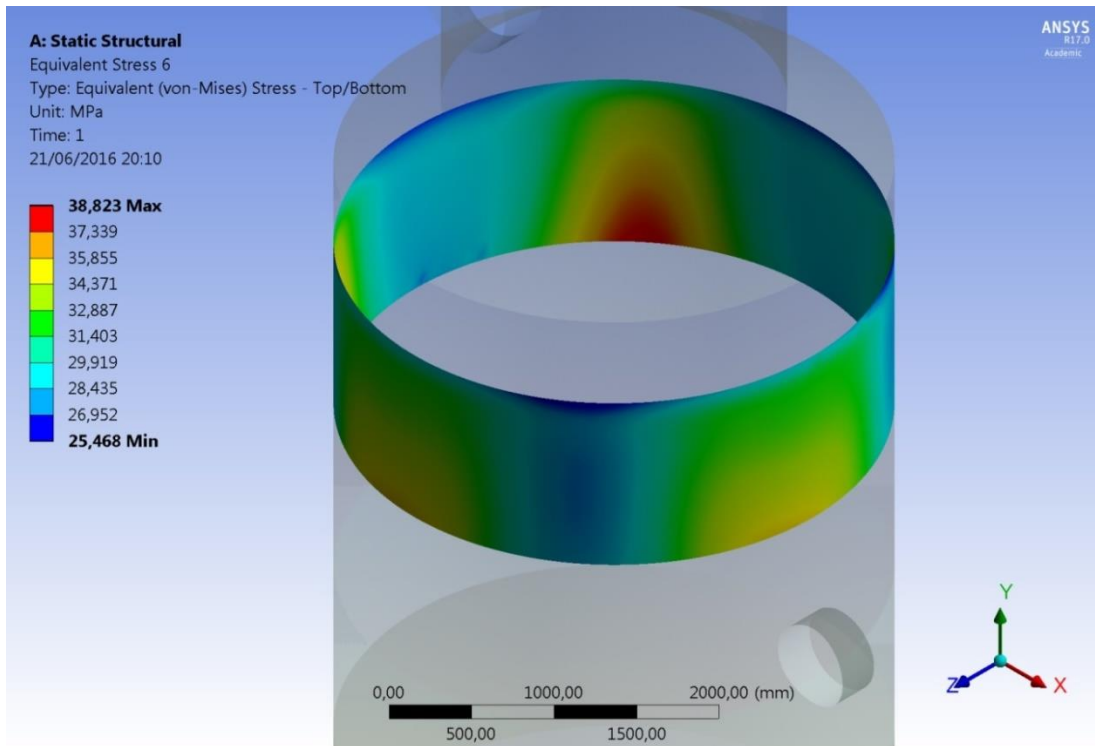 A: Static Structural
Equivalent Stress 6
Type: Equivalent (von-Mises) Stress - Top/Bottom
Unit: MPa
Time: 1
21/06/2016 20:10
38,823 Max
37,339
35,855
34,371
32,887
31,403
29,919
28,435
26,952
25,468 Min
ANSYS
R17.0
Academic
0,00 1000,00 2000,00 (mm)
500,00 1500,00
Y
Z X